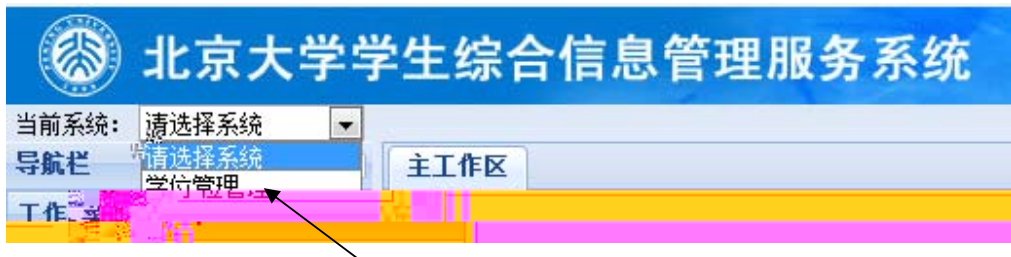 北京大学学生综合信息管理服务系统
当前系统： 请选择系统
导航栏 请选择系统 主工作区
学位管理
工作